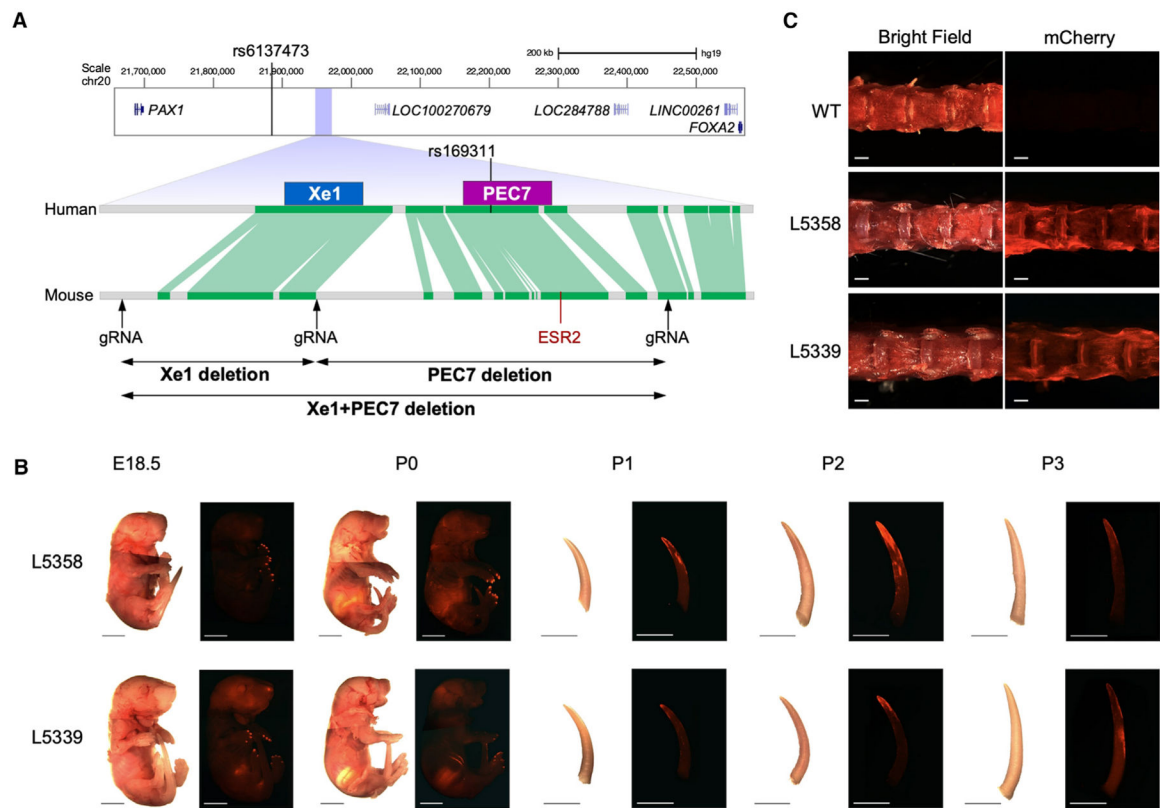 A
rs6137473
200 kb hg19
Scale
chr20
21,700,000 21,800,000 21,900,000 22,000,000 22,100,000 22,200,000 22,300,000 22,400,000 22,500,000
PAX1 LOC100270679 LOC284788 LINC00261
FOXA2
rs169311
Xe1 PEC7
Human
Mouse
gRNA gRNA ESR2 gRNA
Xe1 deletion PEC7 deletion
Xe1+PEC7 deletion
C
Bright Field mCherry
WT
L5358
L5339
B
E18.5 P0 P1 P2 P3
L5358
L5339